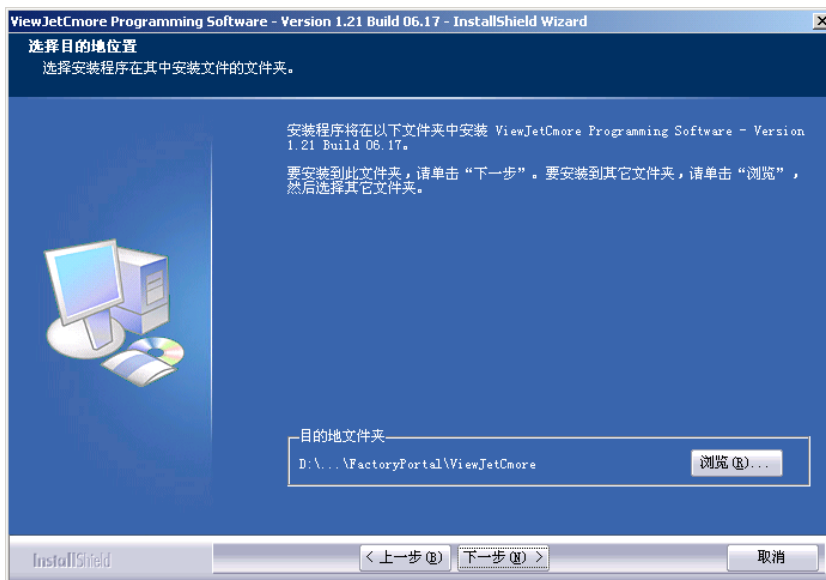 ViewJetCmore Programming Software - Version 1.21 Build 06.17 - InstallShield Wizard
选择目的地位置
选择安装程序在其中安装文件的文件夹。
安装程序将在以下文件夹中安装 ViewJetCmore Programming Software - Version
1.21 Build 06.17。
要安装到此文件夹，请单击“下一步”。要安装到其它文件夹，请单击“浏览”，
然后选择其它文件夹。
目的地文件夹
D:\...\FactoryPortal\ViewJetCmore
浏览(R)...
InstallShield
< 上一步(B)
下一步(N) >
取消